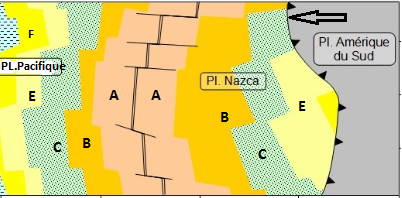 F
Pl. Amérique
du Sud
PL.Pacifique
Pl. Nazca
E
A
A
E
B
B
C
C